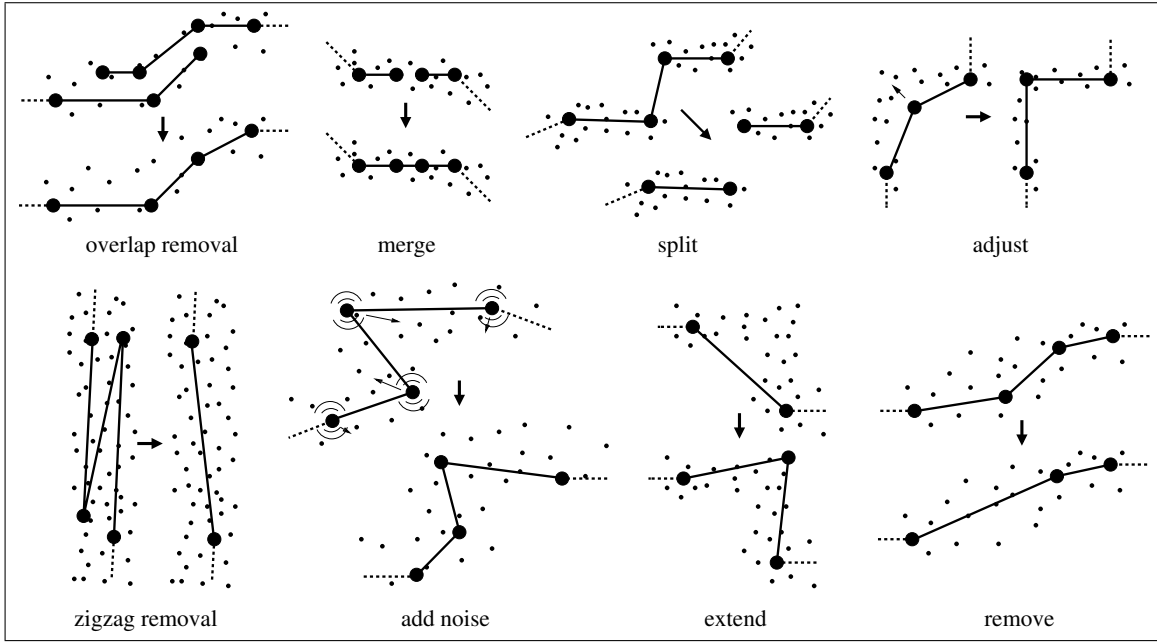 overlap removal
merge
split
adjust
zigzag removal
add noise
extend
remove